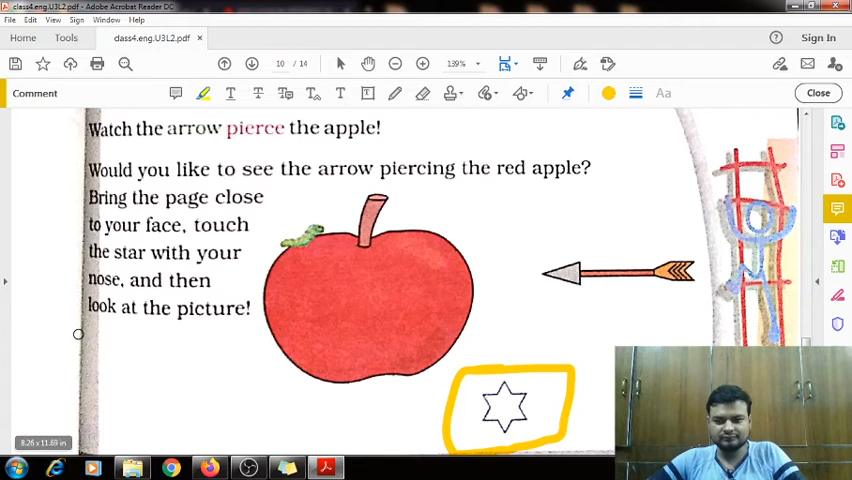 class4.eng.U3L2.pdf - Adobe Acrobat Reader DC
File Edit View Sign Window Help
Home Tools class4.eng.U3L2.pdf × Sign In
10 / 14 139%
Comment Aa Close
Watch the arrow pierce the apple!
Would you like to see the arrow piercing the red apple?
Bring the page close
to your face, touch
the star with your
nose, and then
look at the picture!
8.26 x 11.69 in